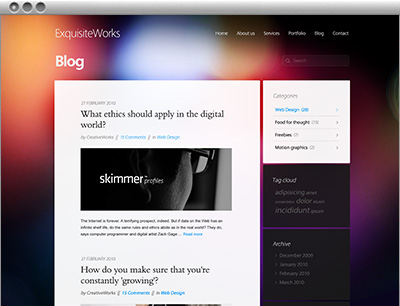 ExquisiteWorks
Home About us Services Portfolio Blog Contact
Blog
Search
27 FEBRUARY 2010
What ethics should apply in the digital
world?
by CreativeWorks // 11 Comments // in Web Design
skimmer profiles
The Internet is forever. A terrifying prospect, indeed. But if data on the Web has an
infinite shelf life, do the same rules and ethics abide as in the real world? They do,
says computer programmer and digital artist Zach Gage ... Read more
27 FEBRUARY 2010
How do you make sure that you're
constantly 'growing'?
by CreativeWorks // 15 Comments // in Web Design
Categories
Web Design (28)
Food for thought (15)
Freebies (7)
Motion graphics (2)
Tag cloud
adipisicing amet
consectetur dolor eiusm
incididunt ipsum
Archive
December 2009
January 2010
February 2010
March 2010